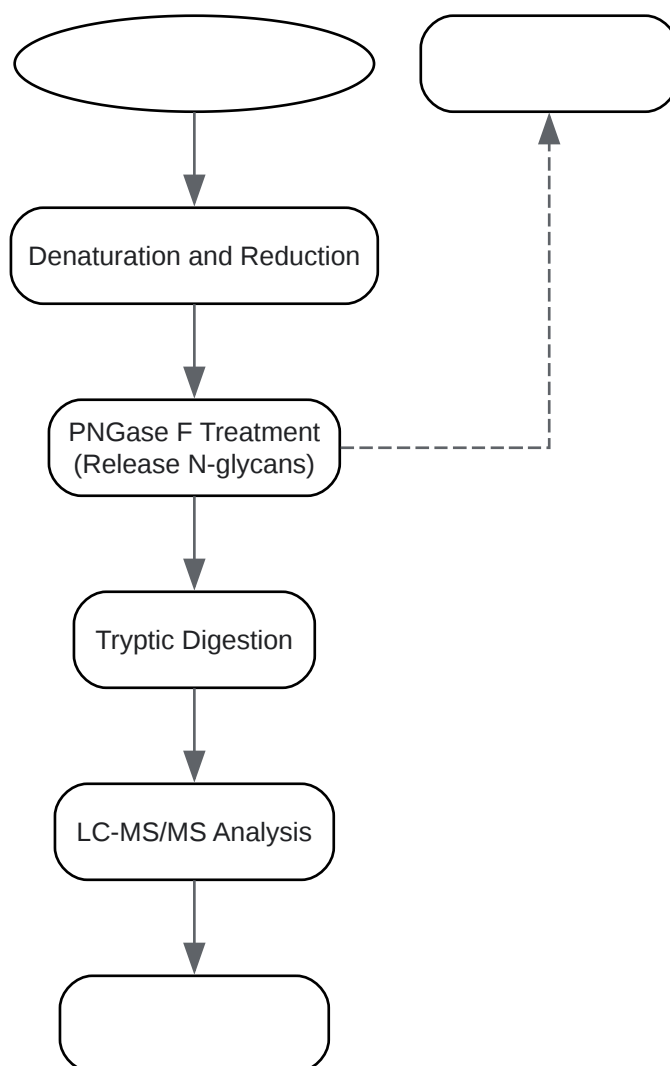 Denaturation and Reduction
PNGase F Treatment
(Release N-glycans)
Tryptic Digestion
LC-MS/MS Analysis